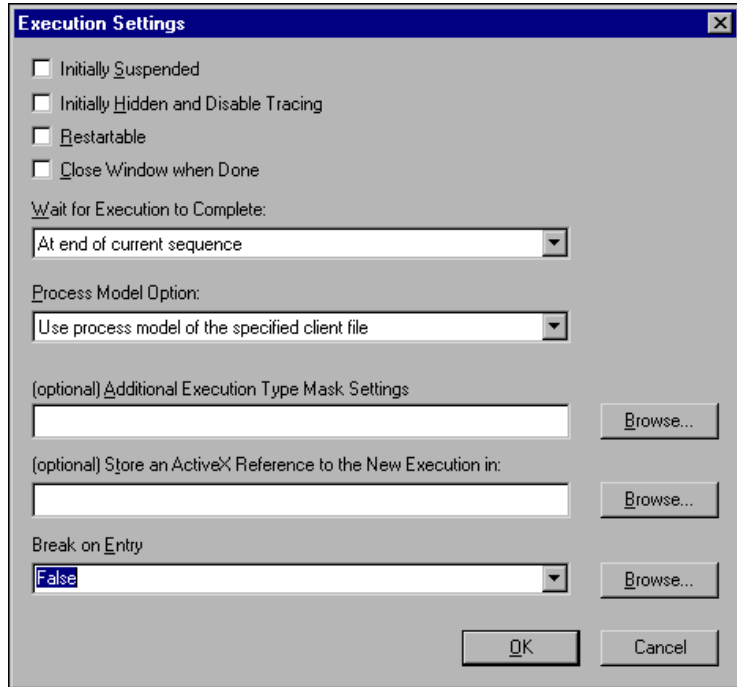 Execution Settings
Initially Suspended
Initially Hidden and Disable Tracing
Restartable
Close Window when Done
Wait for Execution to Complete:
At end of current sequence
Process Model Option:
Use process model of the specified client file
(optional) Additional Execution Type Mask Settings
Browse...
(optional) Store an ActiveX Reference to the New Execution in:
Browse...
Break on Entry
False
Browse...
OK Cancel